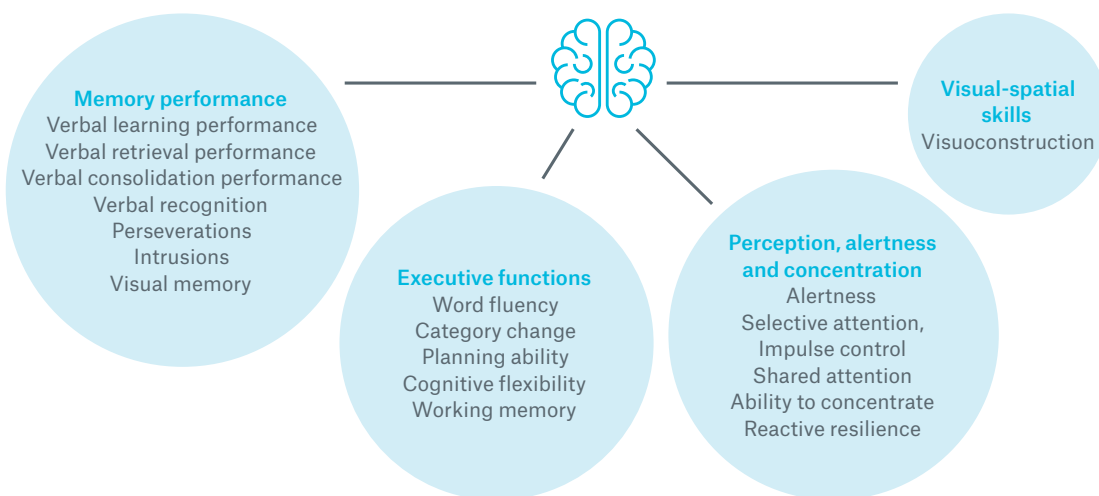 Memory performance
Verbal learning performance
Verbal retrieval performance
Verbal consolidation performance
Verbal recognition
Perseverations
Intrusions
Visual memory
Executive functions
Word fluency
Category change
Planning ability
Cognitive flexibility
Working memory
Perception, alertness
and concentration
Alertness
Selective attention,
Impulse control
Shared attention
Ability to concentrate
Reactive resilience
Visual-spatial
skills
Visuoconstruction